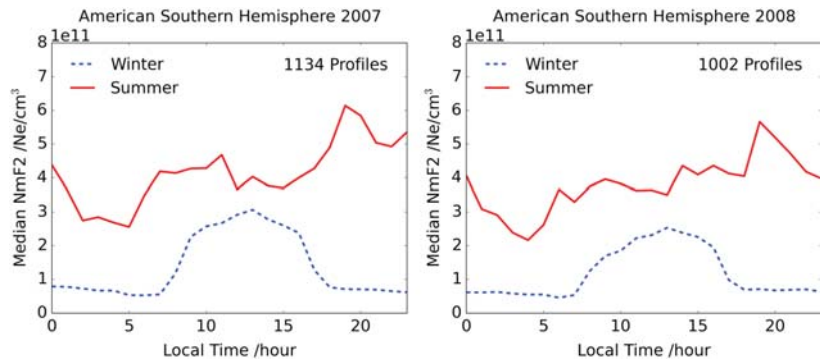 American Southern Hemisphere 2007
1e11
8
7
6
5
4
3
2
1
0
Median NmF2 /Ne/cm³
Winter
Summer
1134 Profiles
0 5 10 15 20
Local Time /hour
American Southern Hemisphere 2008
1e11
8
7
6
5
4
3
2
1
0
Median NmF2 /Ne/cm³
Winter
Summer
1002 Profiles
0 5 10 15 20
Local Time /hour